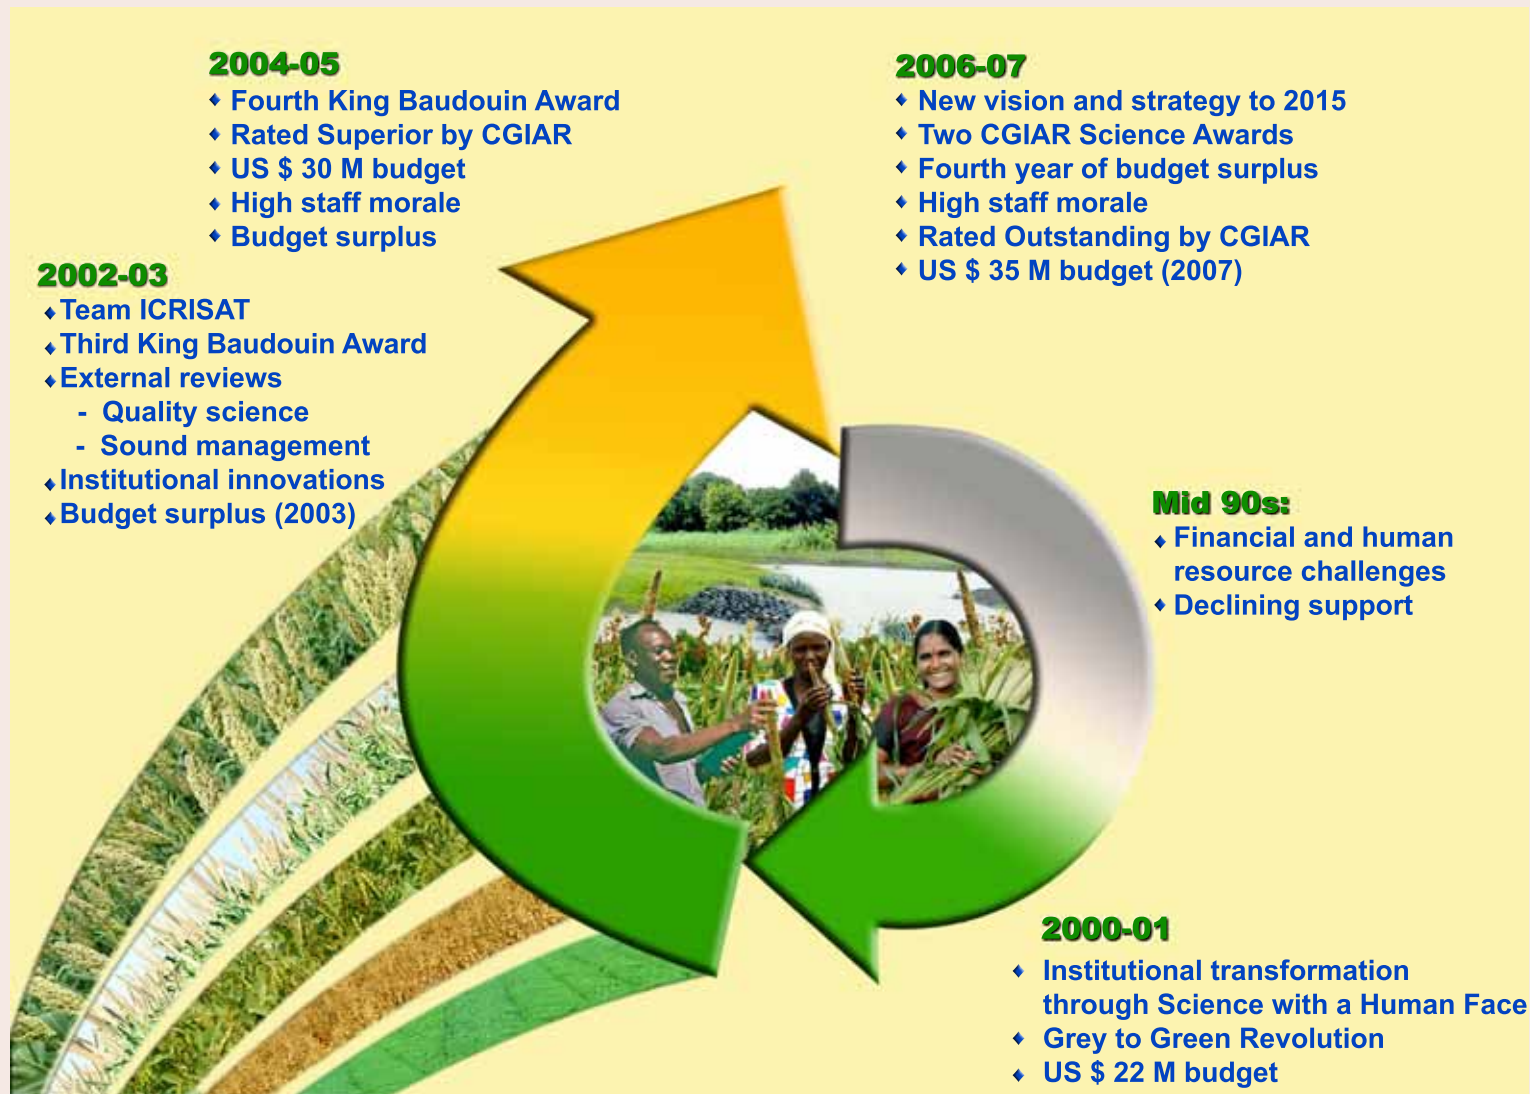 2004-05
Fourth King Baudouin Award
Rated Superior by CGIAR
US $ 30 M budget
High staff morale
Budget surplus
2006-07
New vision and strategy to 2015
Two CGIAR Science Awards
Fourth year of budget surplus
High staff morale
Rated Outstanding by CGIAR
US $ 35 M budget (2007)
2002-03
Team ICRISAT
Third King Baudouin Award
External reviews
- Quality science
- Sound management
Institutional innovations
Budget surplus (2003)
Mid 90s:
Financial and human
resource challenges
Declining support
2000-01
Institutional transformation
through Science with a Human Face
Grey to Green Revolution
US $ 22 M budget